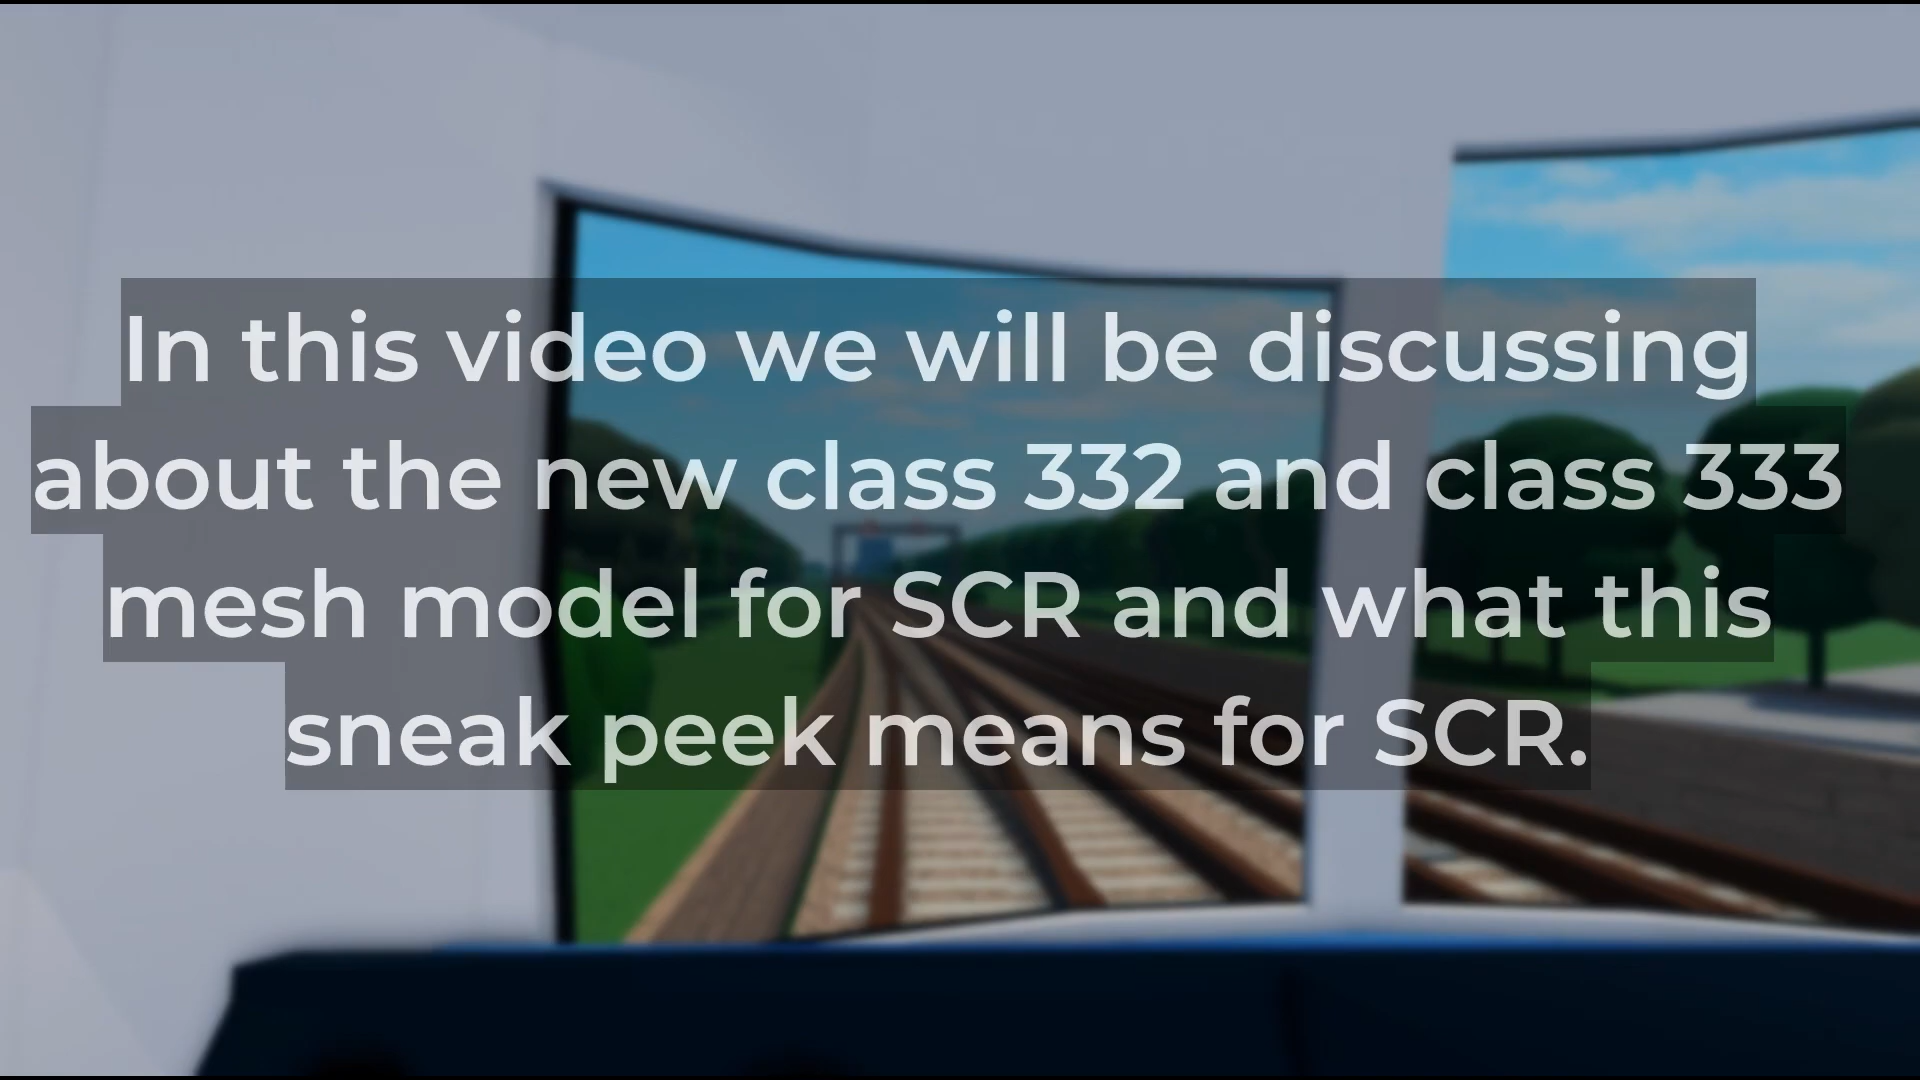 In this video we will be discussing
about the new class 332 and class 333
mesh model for SCR and what this
sneak peek means for SCR.